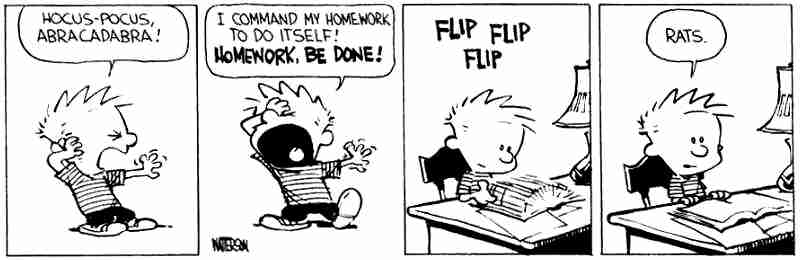 HOCUS-POCUS,
ABRACADABRA!
I COMMAND MY HOMEWORK
TO DO ITSELF!
HOMEWORK, BE DONE!
WATTERSON
FLIP FLIP
FLIP
RATS.